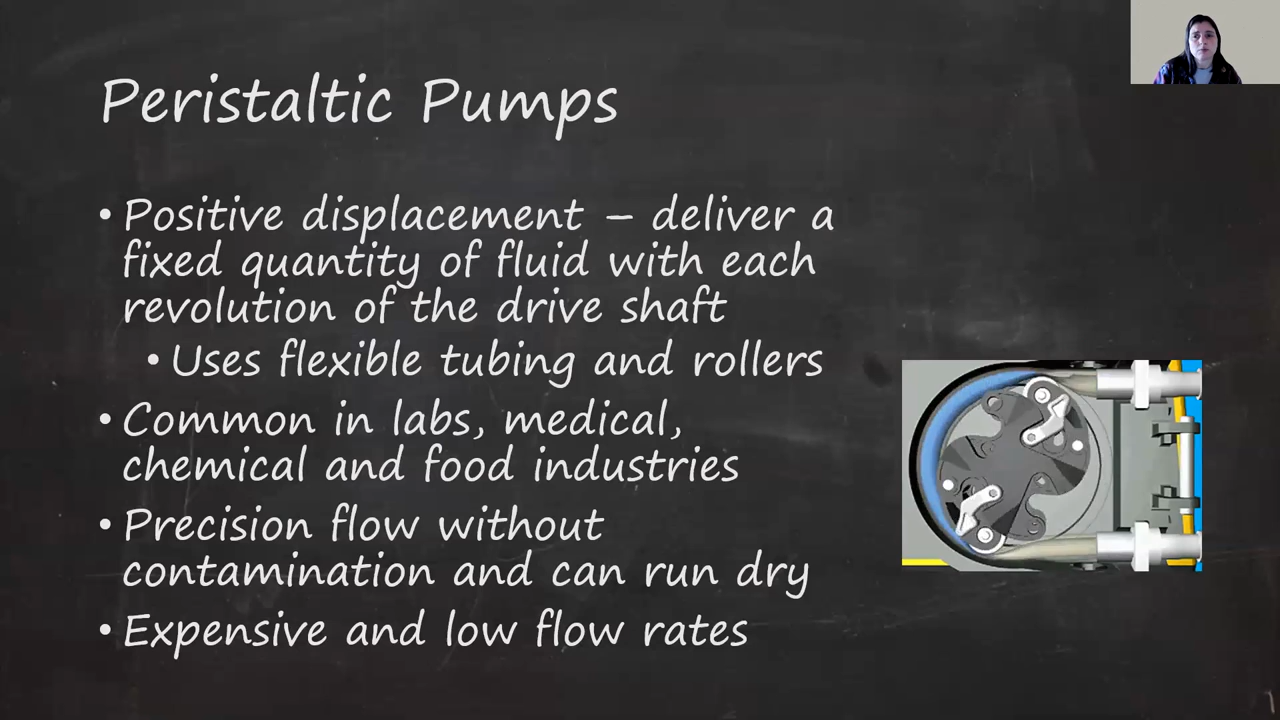 Peristaltic Pumps
• Positive displacement – deliver a
fixed quantity of fluid with each
revolution of the drive shaft
• Uses flexible tubing and rollers
• Common in labs, medical,
chemical and food industries
• Precision flow without
contamination and can run dry
• Expensive and low flow rates